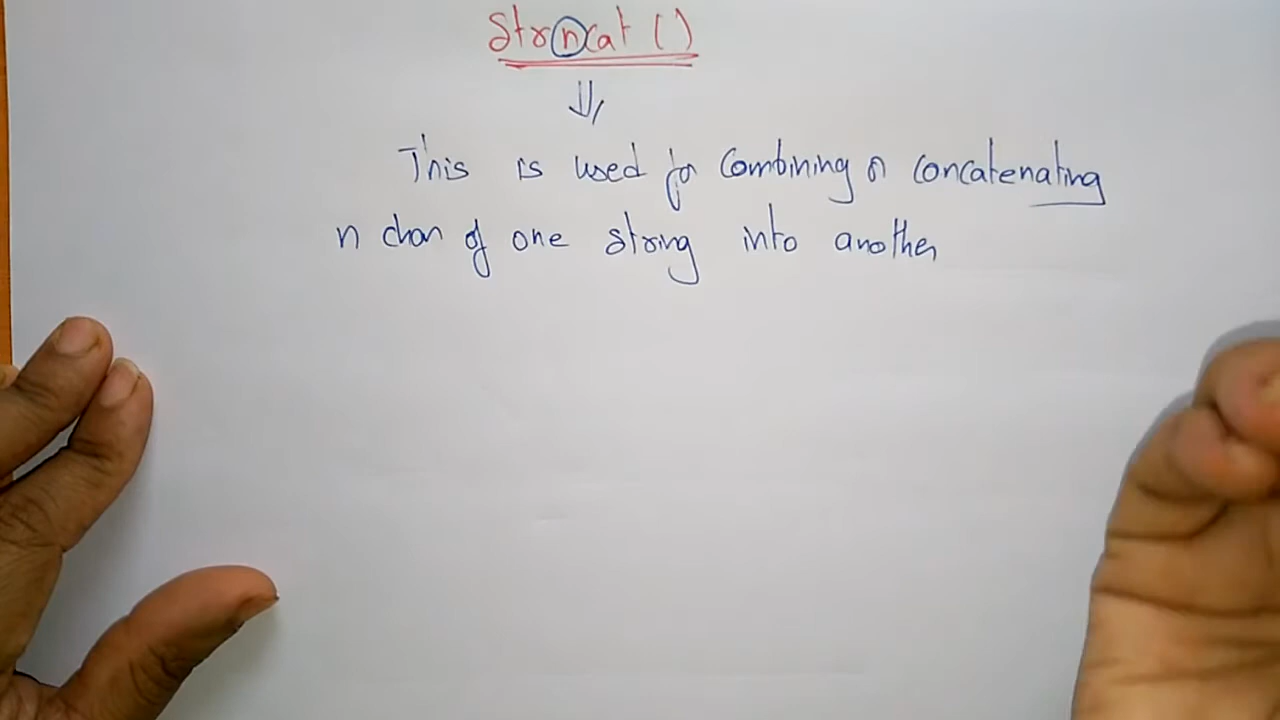 Strncat ()
This is used for Combining or Concatenating
n char of one string into another